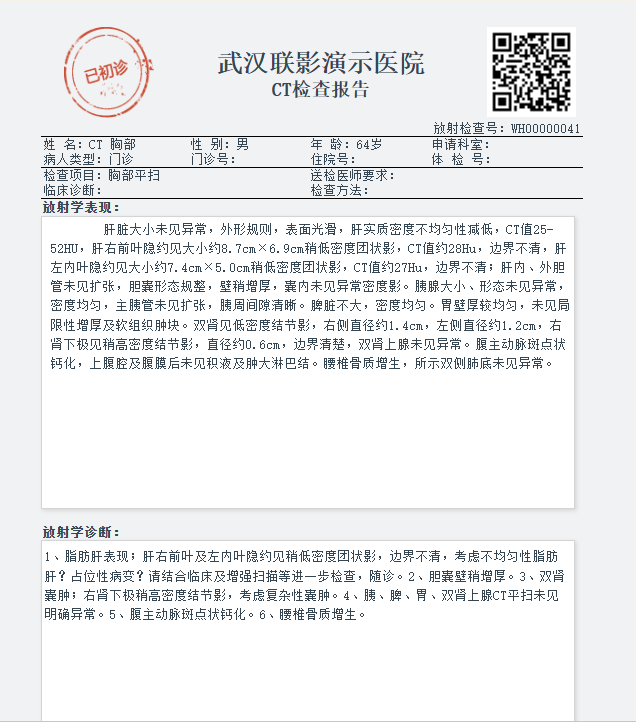 已初诊
武汉联影演示医院
CT检查报告
放射检查号: WH00000041
姓 名: CT 胸部 性 别: 男 年 龄: 64岁 申请科室:
病人类型: 门诊 门诊号: 住院号: 体 检 号:
检查项目: 胸部平扫 送检医师要求:
临床诊断: 检查方法:
放射学表现:
肝脏大小未见异常，外形规则，表面光滑，肝实质密度不均匀性减低，CT值25-
52HU，肝右前叶隐约见大小约8.7cm×6.9cm稍低密度团状影，CT值约28Hu，边界不清，肝
左内叶隐约见大小约7.4cm×5.0cm稍低密度团状影，CT值约27Hu，边界不清；肝内、外胆
管未见扩张，胆囊形态规整，壁稍增厚，囊内未见异常密度影。胰腺大小、形态未见异常，
密度均匀，主胰管未见扩张，胰周间隙清晰。脾脏不大，密度均匀。胃壁厚较均匀，未见局
限性增厚及软组织肿块。双肾见低密度结节影，右侧直径约1.4cm，左侧直径约1.2cm，右
肾下极见稍高密度结节影，直径约0.6cm，边界清楚，双肾上腺未见异常。腹主动脉斑点状
钙化，上腹腔及腹膜后未见积液及肿大淋巴结。腰椎骨质增生，所示双侧肺底未见异常。
放射学诊断:
1、脂肪肝表现；肝右前叶及左内叶隐约见稍低密度团状影，边界不清，考虑不均匀性脂肪
肝？占位性病变？请结合临床及增强扫描等进一步检查，随诊。2、胆囊壁稍增厚。3、双肾
囊肿；右肾下极稍高密度结节影，考虑复杂性囊肿。4、胰、脾、胃、双肾上腺CT平扫未见
明确异常。5、腹主动脉斑点状钙化。6、腰椎骨质增生。